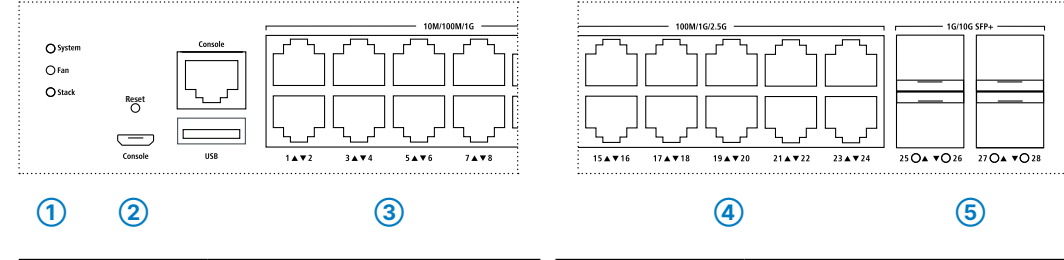 10M/100M/1G
100M/1G/2.5G
1G/10G SFP+
System
Fan
Stack
Console
Reset
Console
USB
1▲▼2 3▲▼4 5▲▼6 7▲▼8
15▲▼16 17▲▼18 19▲▼20 21▲▼22 23▲▼24
25 ▲ ▼ 26 27 ▲ ▼ 28
1 2 3 4 5